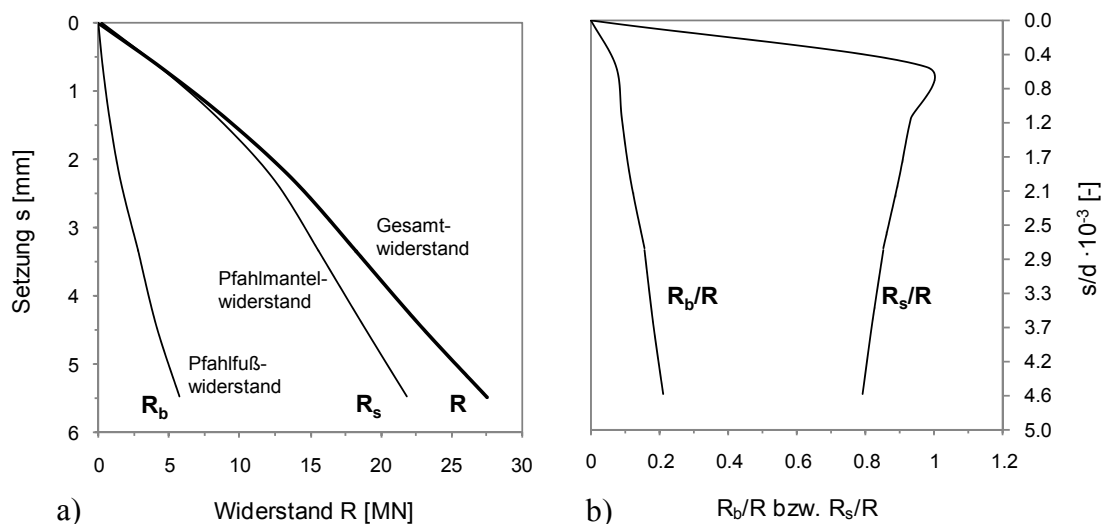 0
1
2
3
4
5
6
Setzung s [mm]
Gesamt-
widerstand
Pfahlmantel-
widerstand
Pfahlfuß-
widerstand
R_b
R_s
R
0 5 10 15 20 25 30
a)
Widerstand R [MN]
0.0
0.4
0.8
1.2
1.7
2.1
2.5
2.9
3.3
3.7
4.2
4.6
5.0
s/d ·10⁻³ [-]
R_b/R
R_s/R
0 0.2 0.4 0.6 0.8 1 1.2
b)
R_b/R bzw. R_s/R